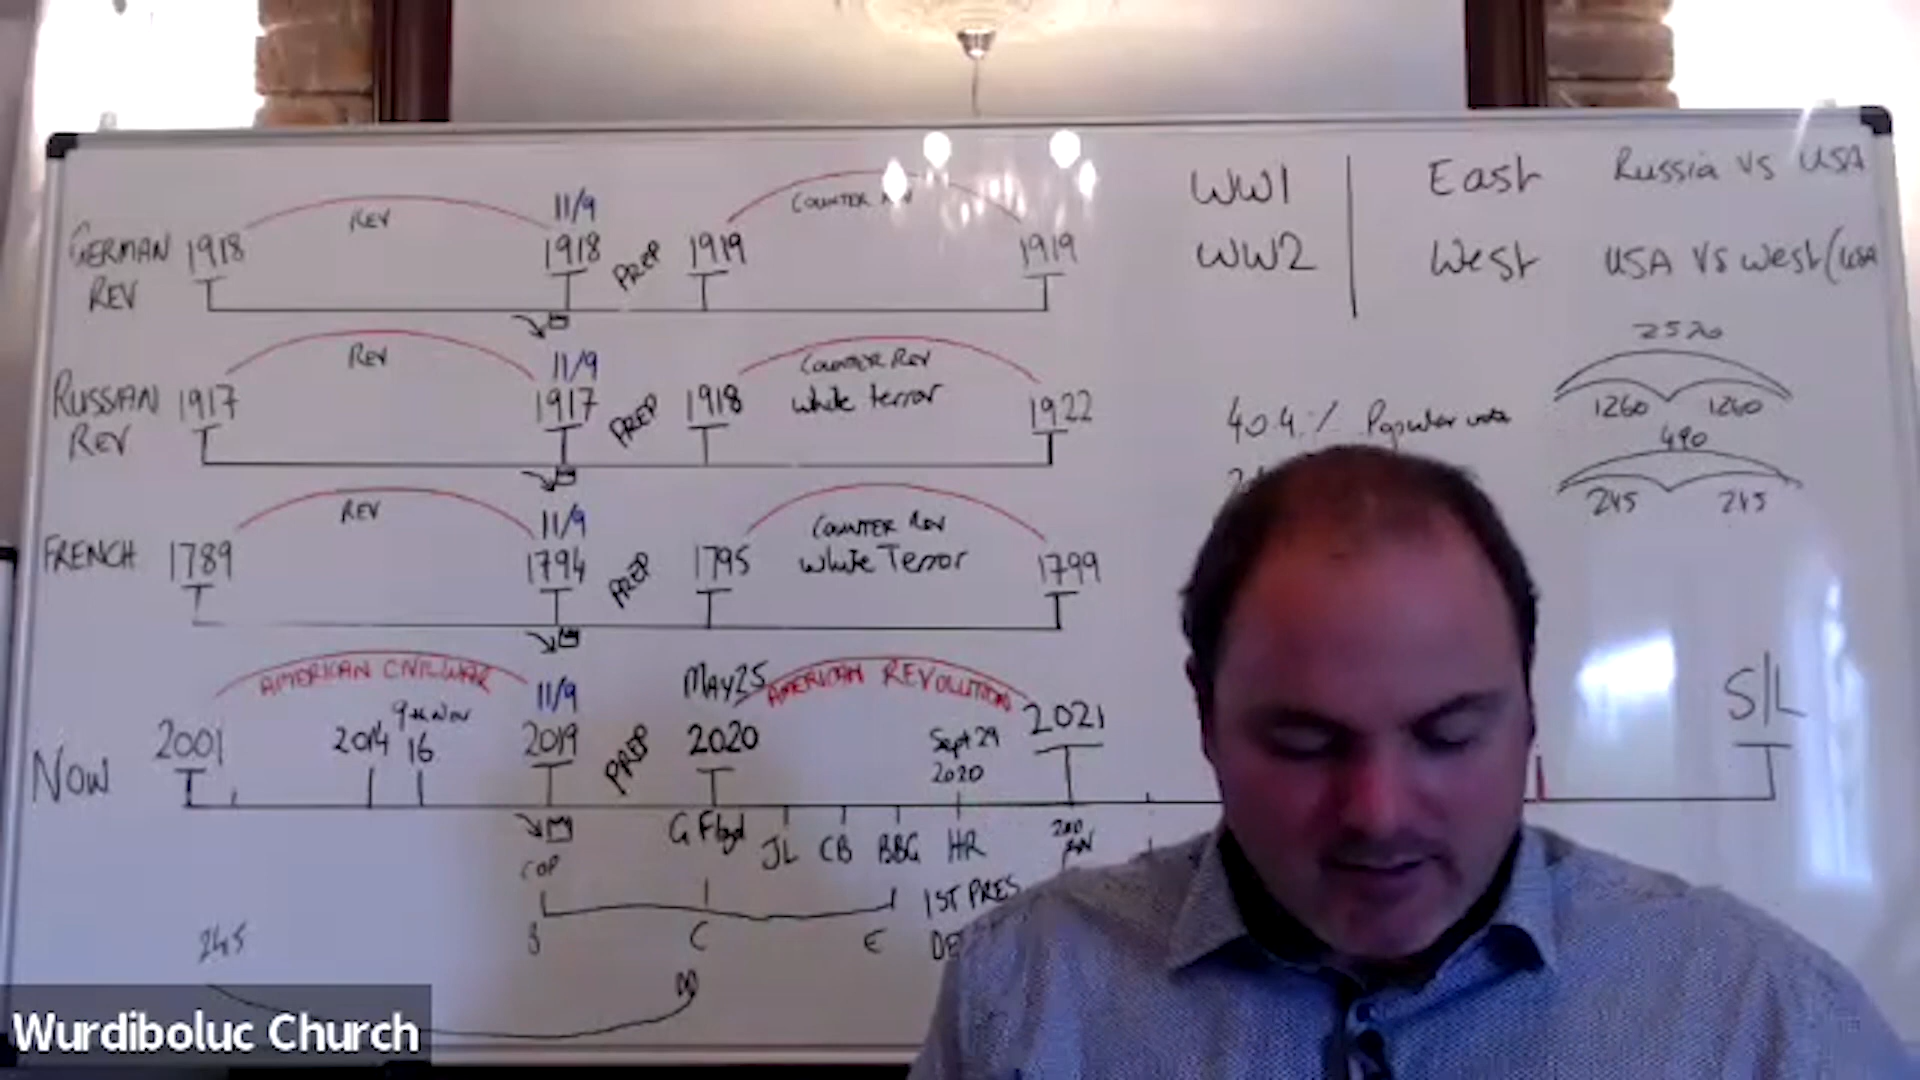 GERMAN REV 1918 REV 11/9 1918 PREP 1919 COUNTER 1919
RUSSIAN REV 1917 REV 11/9 1917 PREP 1918 COUNTER REV white terror 1922
FRENCH 1789 REV 11/9 1794 PREP 1795 COUNTER REV white Terror 1799
AMERICAN CIVIL WAR 11/9 MAY 25 AMERICAN REVOLUTION
NOW 2001 2014 9th Nov 16 2019 PREP 2020 Sept 29 2020 2021 S/L
COP G Floyd JL CB BBG HR
B C E 1ST PRES
245
WW1 East Russia vs USA
WW2 West USA vs West (USA
2520
1260 1260
40.4% Popular vote
490
245 245
Wurdiboluc Church